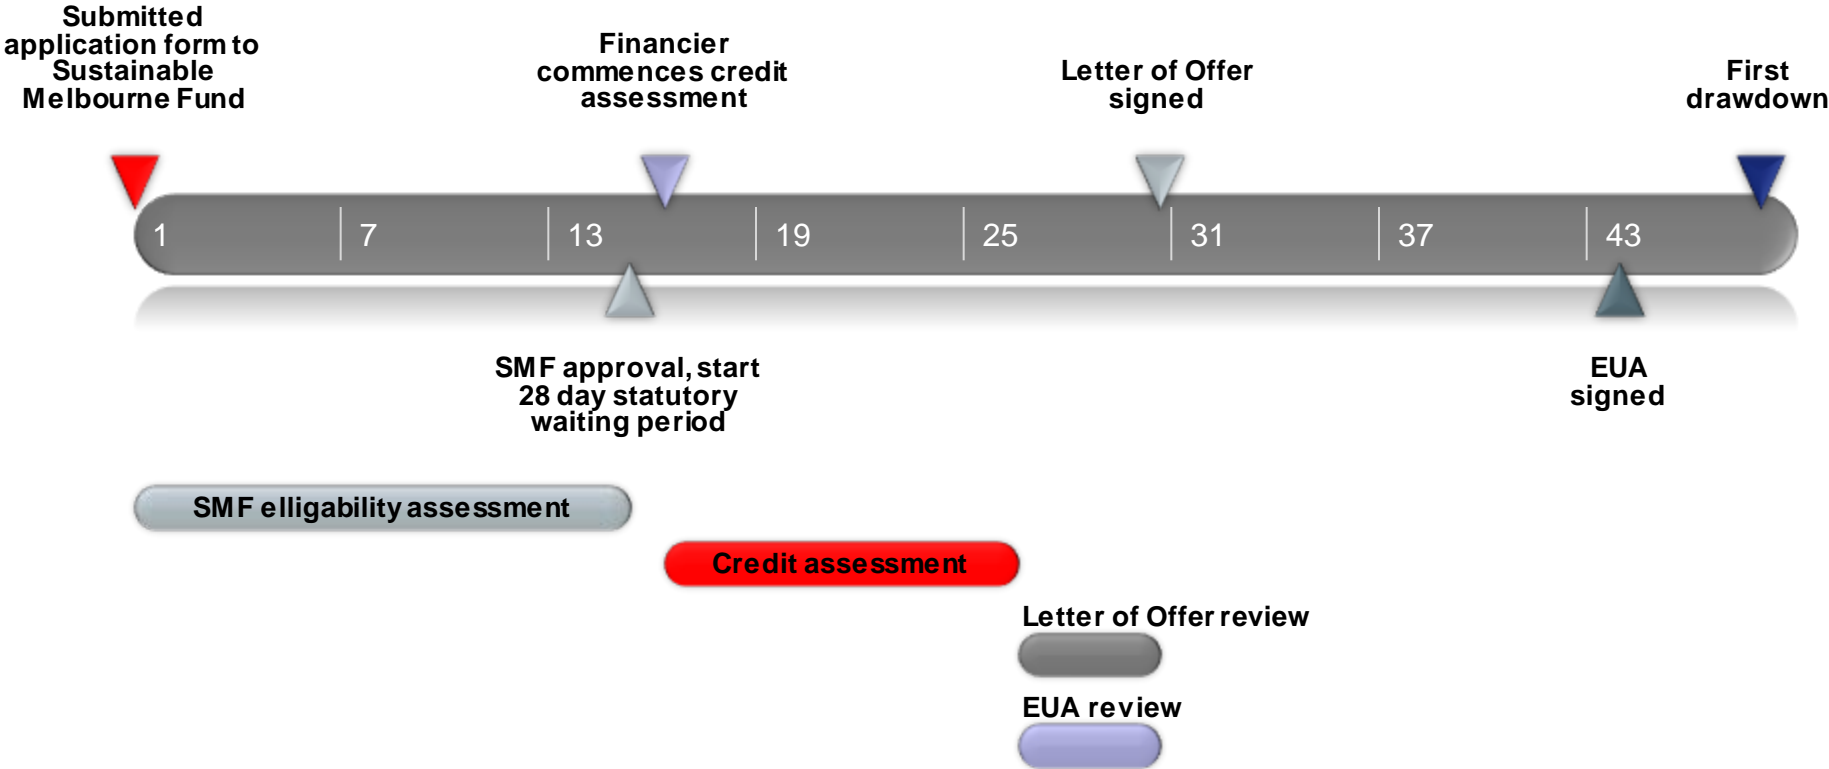 Submitted
application form to
Sustainable
Melbourne Fund
Financier
commences credit
assessment
Letter of Offer
signed
First
drawdown
1 7 13 19 25 31 37 43
SMF approval, start
28 day statutory
waiting period
EUA
signed
SMF elligability assessment
Credit assessment
Letter of Offer review
EUA review